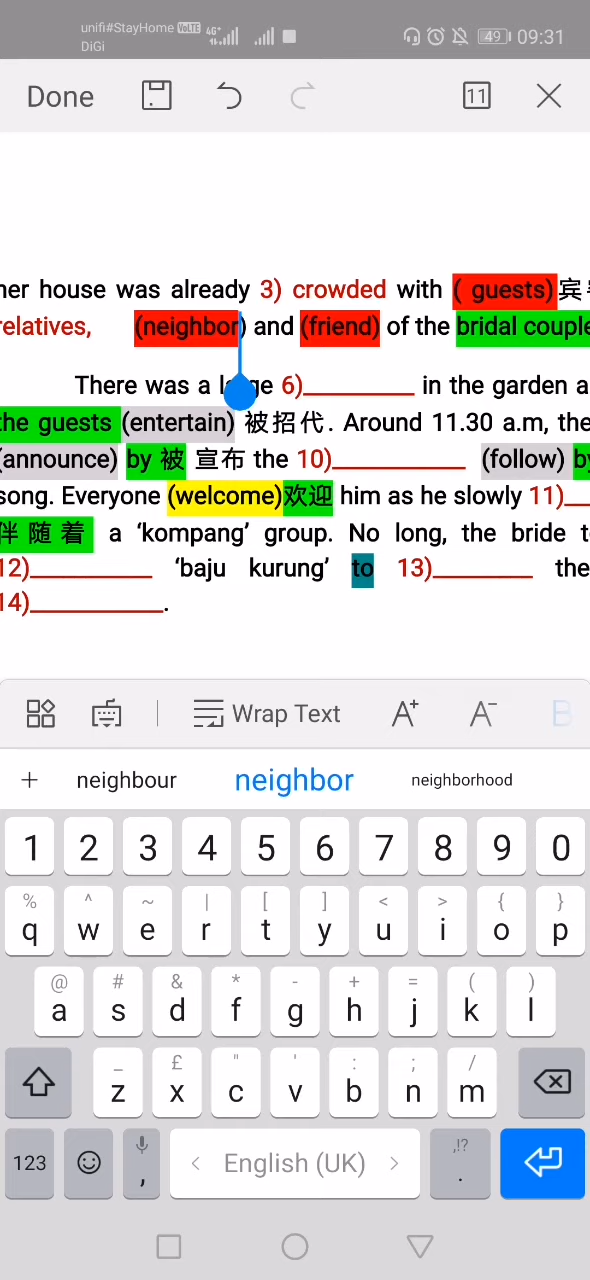 unifi#StayHome VoLTE 4G+ 49 09:31
DiGi
Done 11
her house was already 3) crowded with ( guests)宾
relatives, (neighbor) and (friend) of the bridal couple
There was a large 6)__________ in the garden a
the guests (entertain) 被招代. Around 11.30 a.m, the
(announce) by 被 宣布 the 10)____________ (follow) by
song. Everyone (welcome)欢迎 him as he slowly 11)__
伴随着 a ‘kompang’ group. No long, the bride t
12)___________ ‘baju kurung’ to 13)_________ the
14)____________.
Wrap Text A+ A- B
+ neighbour neighbor neighborhood
1 2 3 4 5 6 7 8 9 0
% ^ ~ | [ ] < > { }
q w e r t y u i o p
@ # & * - + = ( )
a s d f g h j k l
_ £ " ' : ; /
z x c v b n m
123 , < English (UK) > ,!? .